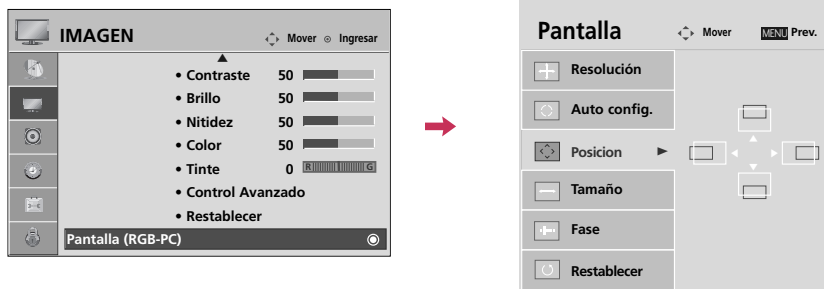 IMAGEN Mover Ingresar
• Contraste 50
• Brillo 50
• Nitidez 50
• Color 50
• Tinte 0 R G
• Control Avanzado
• Restablecer
Pantalla (RGB-PC)
Pantalla Mover MENU Prev.
Resolución
Auto config.
Posicion
Tamaño
Fase
Restablecer